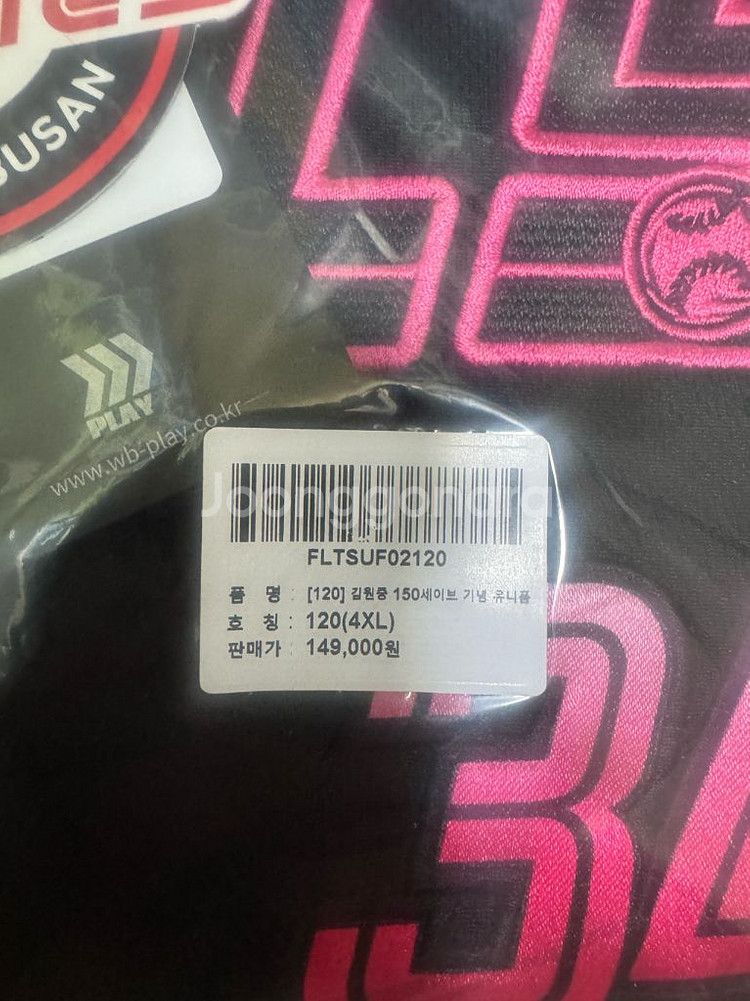 BUSAN
PLAY
www.wb-play.co.kr
Joonggonara
FLTSUF02120
품 명 : [120] 김원중 150세이브 기념 유니폼
호 칭 : 120(4XL)
판매가 : 149,000원
34